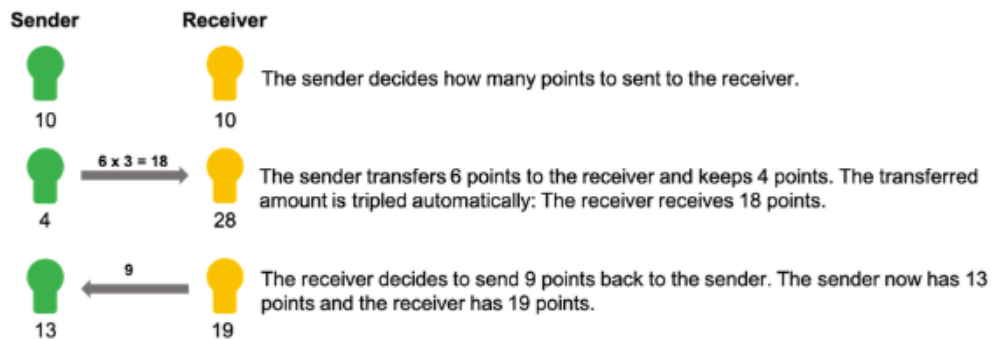 Sender Receiver
The sender decides how many points to sent to the receiver.
10 10
6 x 3 = 18
The sender transfers 6 points to the receiver and keeps 4 points. The transferred
amount is tripled automatically: The receiver receives 18 points.
4 28
9
The receiver decides to send 9 points back to the sender. The sender now has 13
points and the receiver has 19 points.
13 19